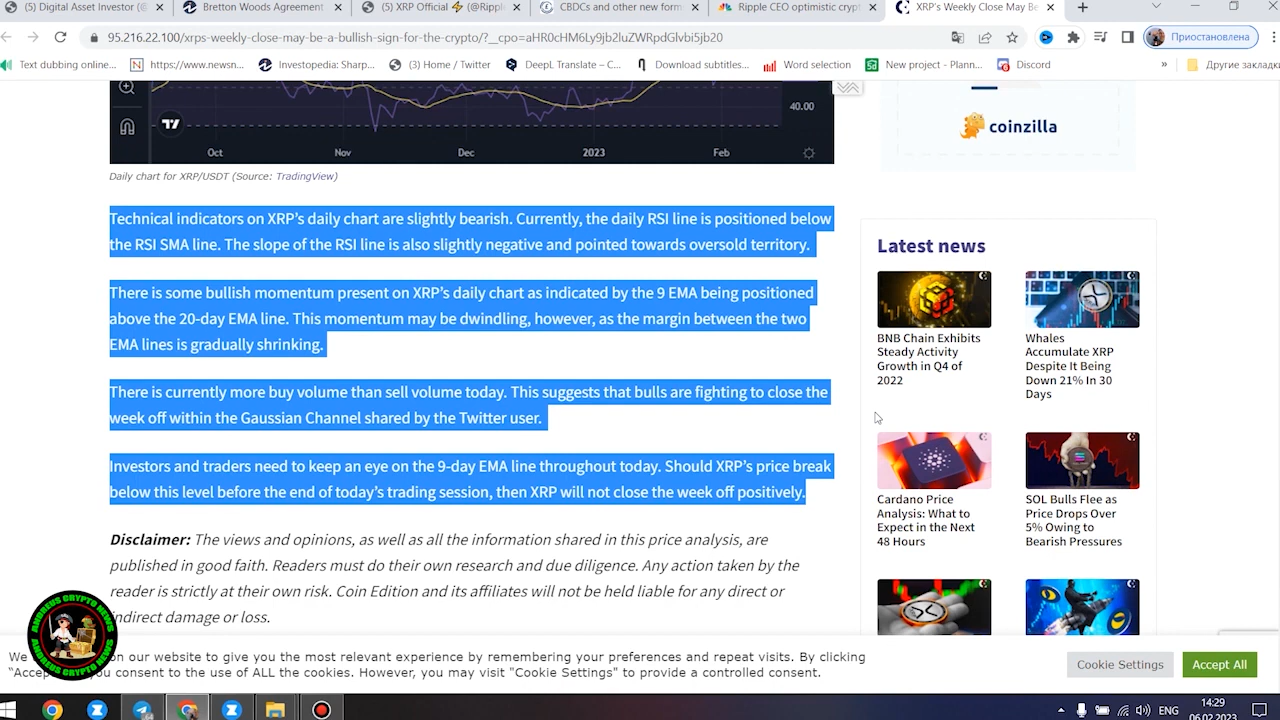 (5) Digital Asset Investor (@
Bretton Woods Agreement
(5) XRP Official ⚡ (@Rippl
CBDCs and other new form
Ripple CEO optimistic crypt
XRP's Weekly Close May Be
95.216.22.100/xrps-weekly-close-may-be-a-bullish-sign-for-the-crypto/?__cpo=aHR0cHM6Ly9jb2luZWRpdGlvbi5jb20
Приостановлена
Text dubbing online...
https://www.newsn...
Investopedia: Sharp...
(3) Home / Twitter
DeepL Translate – C...
Download subtitles...
Word selection
New project - Plann...
Discord
»
Другие закладки
40.00
Oct
Nov
Dec
2023
Feb
Daily chart for XRP/USDT (Source: TradingView)
Technical indicators on XRP’s daily chart are slightly bearish. Currently, the daily RSI line is positioned below
the RSI SMA line. The slope of the RSI line is also slightly negative and pointed towards oversold territory.
There is some bullish momentum present on XRP’s daily chart as indicated by the 9 EMA being positioned
above the 20-day EMA line. This momentum may be dwindling, however, as the margin between the two
EMA lines is gradually shrinking.
There is currently more buy volume than sell volume today. This suggests that bulls are fighting to close the
week off within the Gaussian Channel shared by the Twitter user.
Investors and traders need to keep an eye on the 9-day EMA line throughout today. Should XRP’s price break
below this level before the end of today’s trading session, then XRP will not close the week off positively.
Disclaimer: The views and opinions, as well as all the information shared in this price analysis, are
published in good faith. Readers must do their own research and due diligence. Any action taken by the
reader is strictly at their own risk. Coin Edition and its affiliates will not be held liable for any direct or
indirect damage or loss.
coinzilla
Latest news
BNB Chain Exhibits
Steady Activity
Growth in Q4 of
2022
Whales
Accumulate XRP
Despite It Being
Down 21% In 30
Days
Cardano Price
Analysis: What to
Expect in the Next
48 Hours
SOL Bulls Flee as
Price Drops Over
5% Owing to
Bearish Pressures
ANDREUS CRYPTO NEWS
ANDREUS CRYPTO NEWS
We on our website to give you the most relevant experience by remembering your preferences and repeat visits. By clicking
“Accep you consent to the use of ALL the cookies. However, you may visit "Cookie Settings" to provide a controlled consent.
Cookie Settings
Accept All
ENG
14:29
06.02.2023